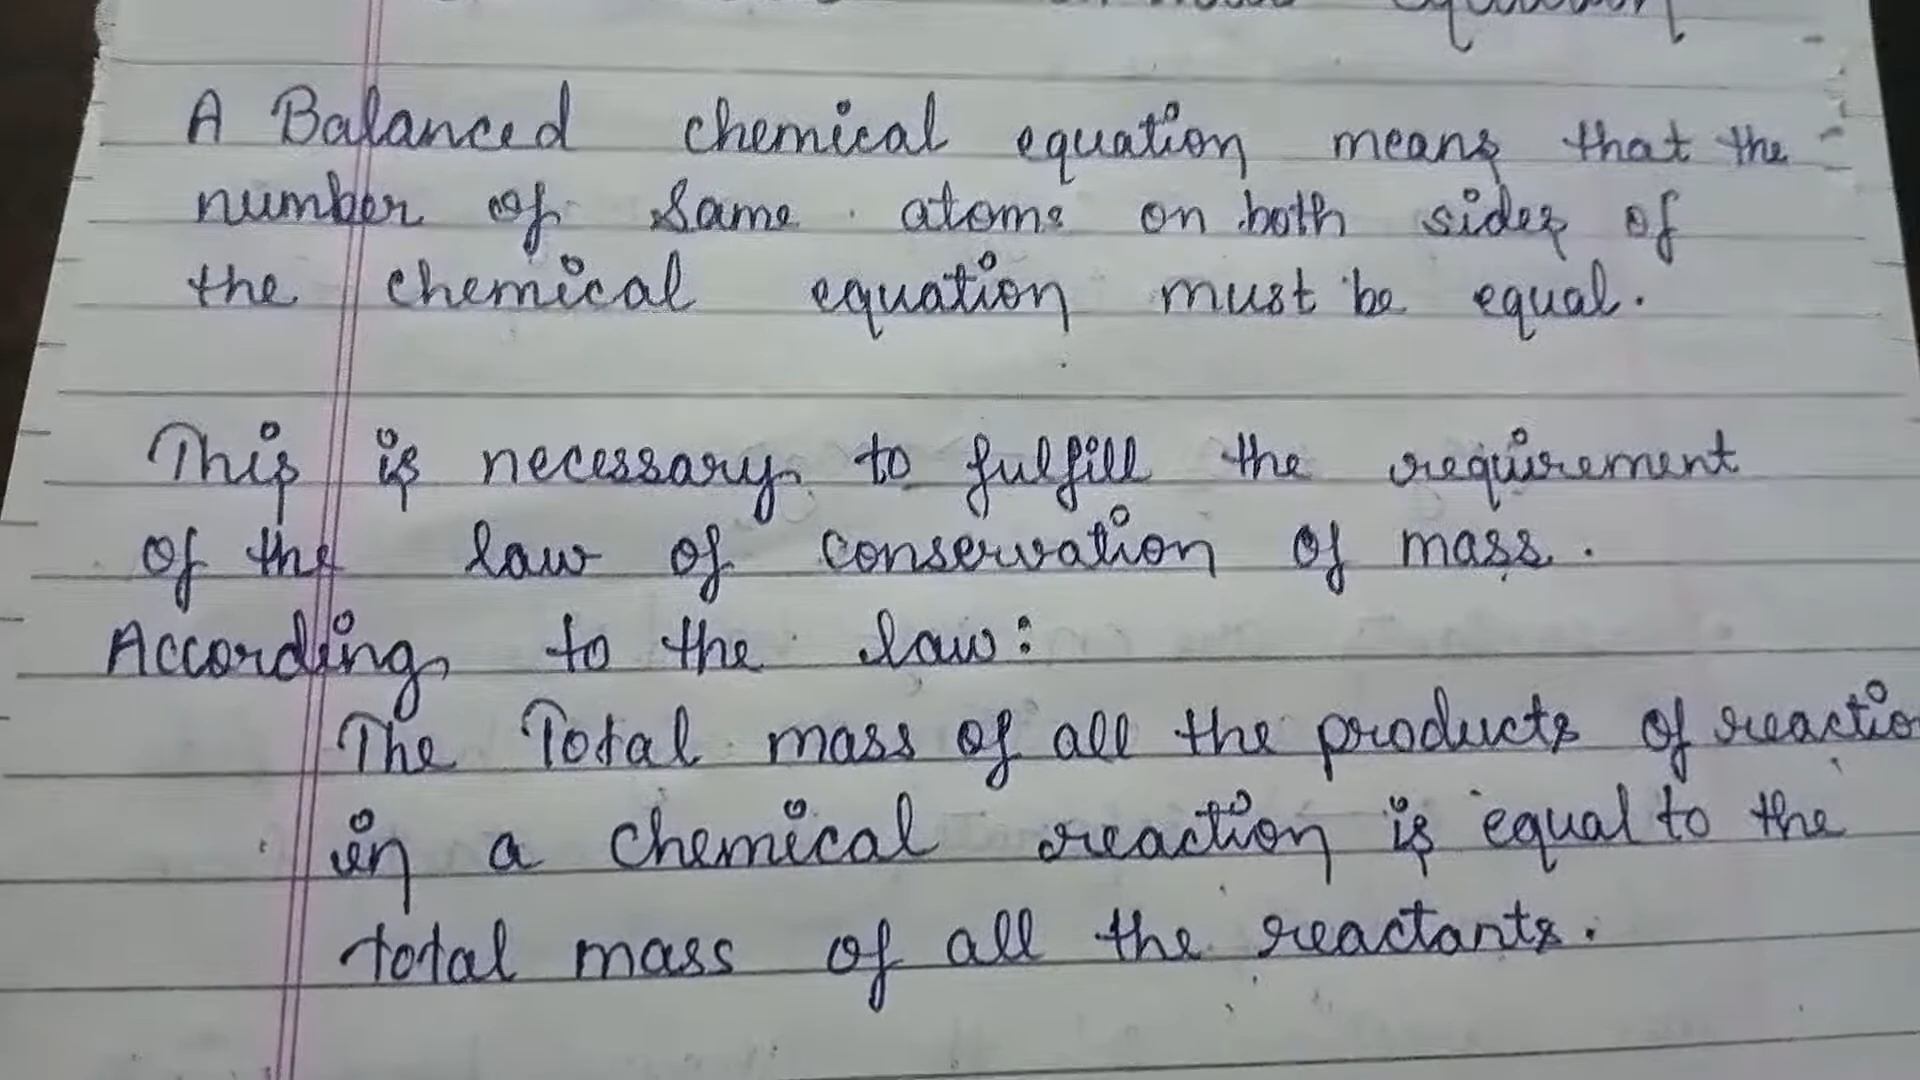 equation
A Balanced chemical equation means that the
number of same atoms on both sides of
the chemical equation must be equal.
This is necessary to fulfill the requirement
of the law of conservation of mass.
According to the law:
The Total mass of all the products of reactio
in a chemical reaction is equal to the
total mass of all the reactants.